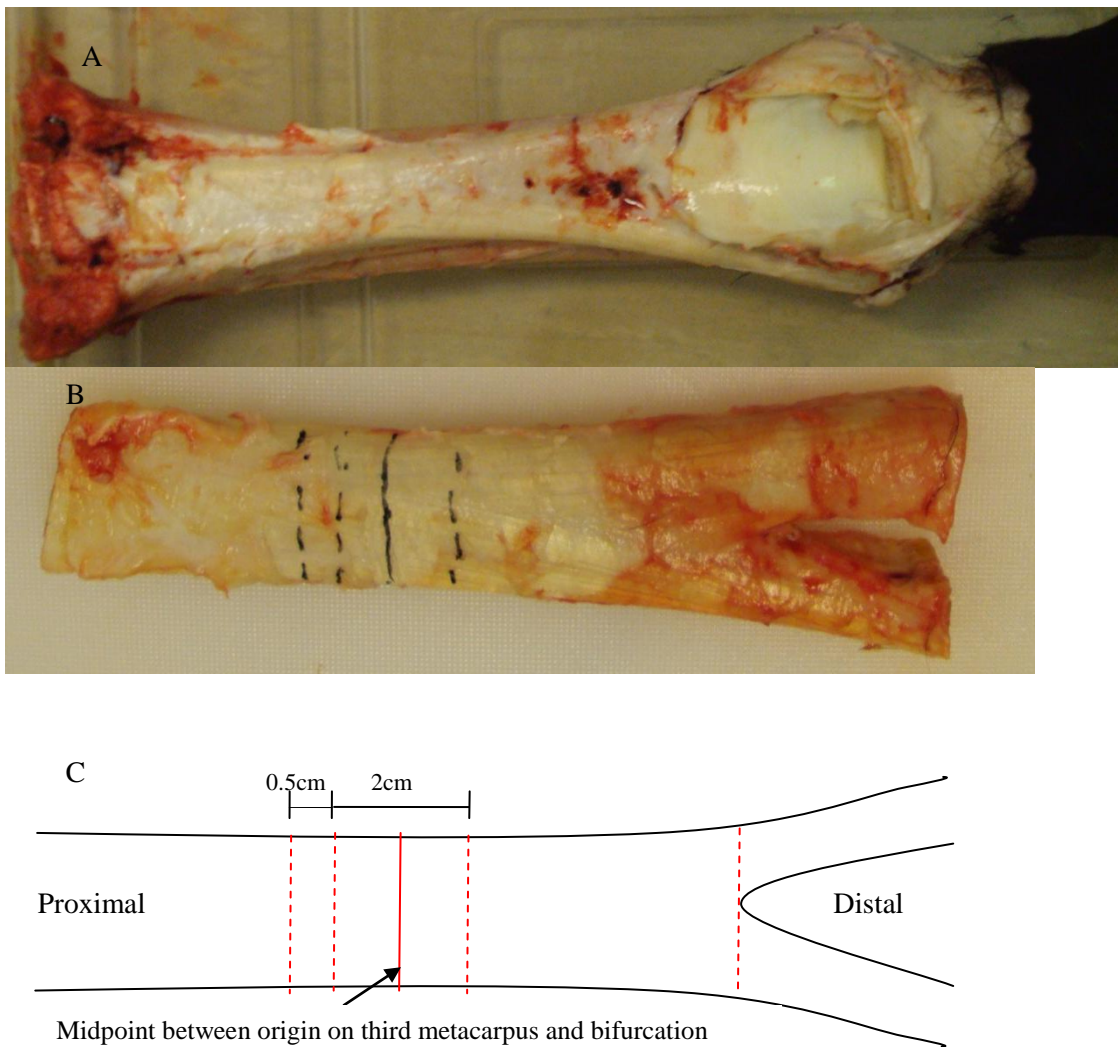 A
B
C
0.5cm
2cm
Proximal
Distal
Midpoint between origin on third metacarpus and bifurcation